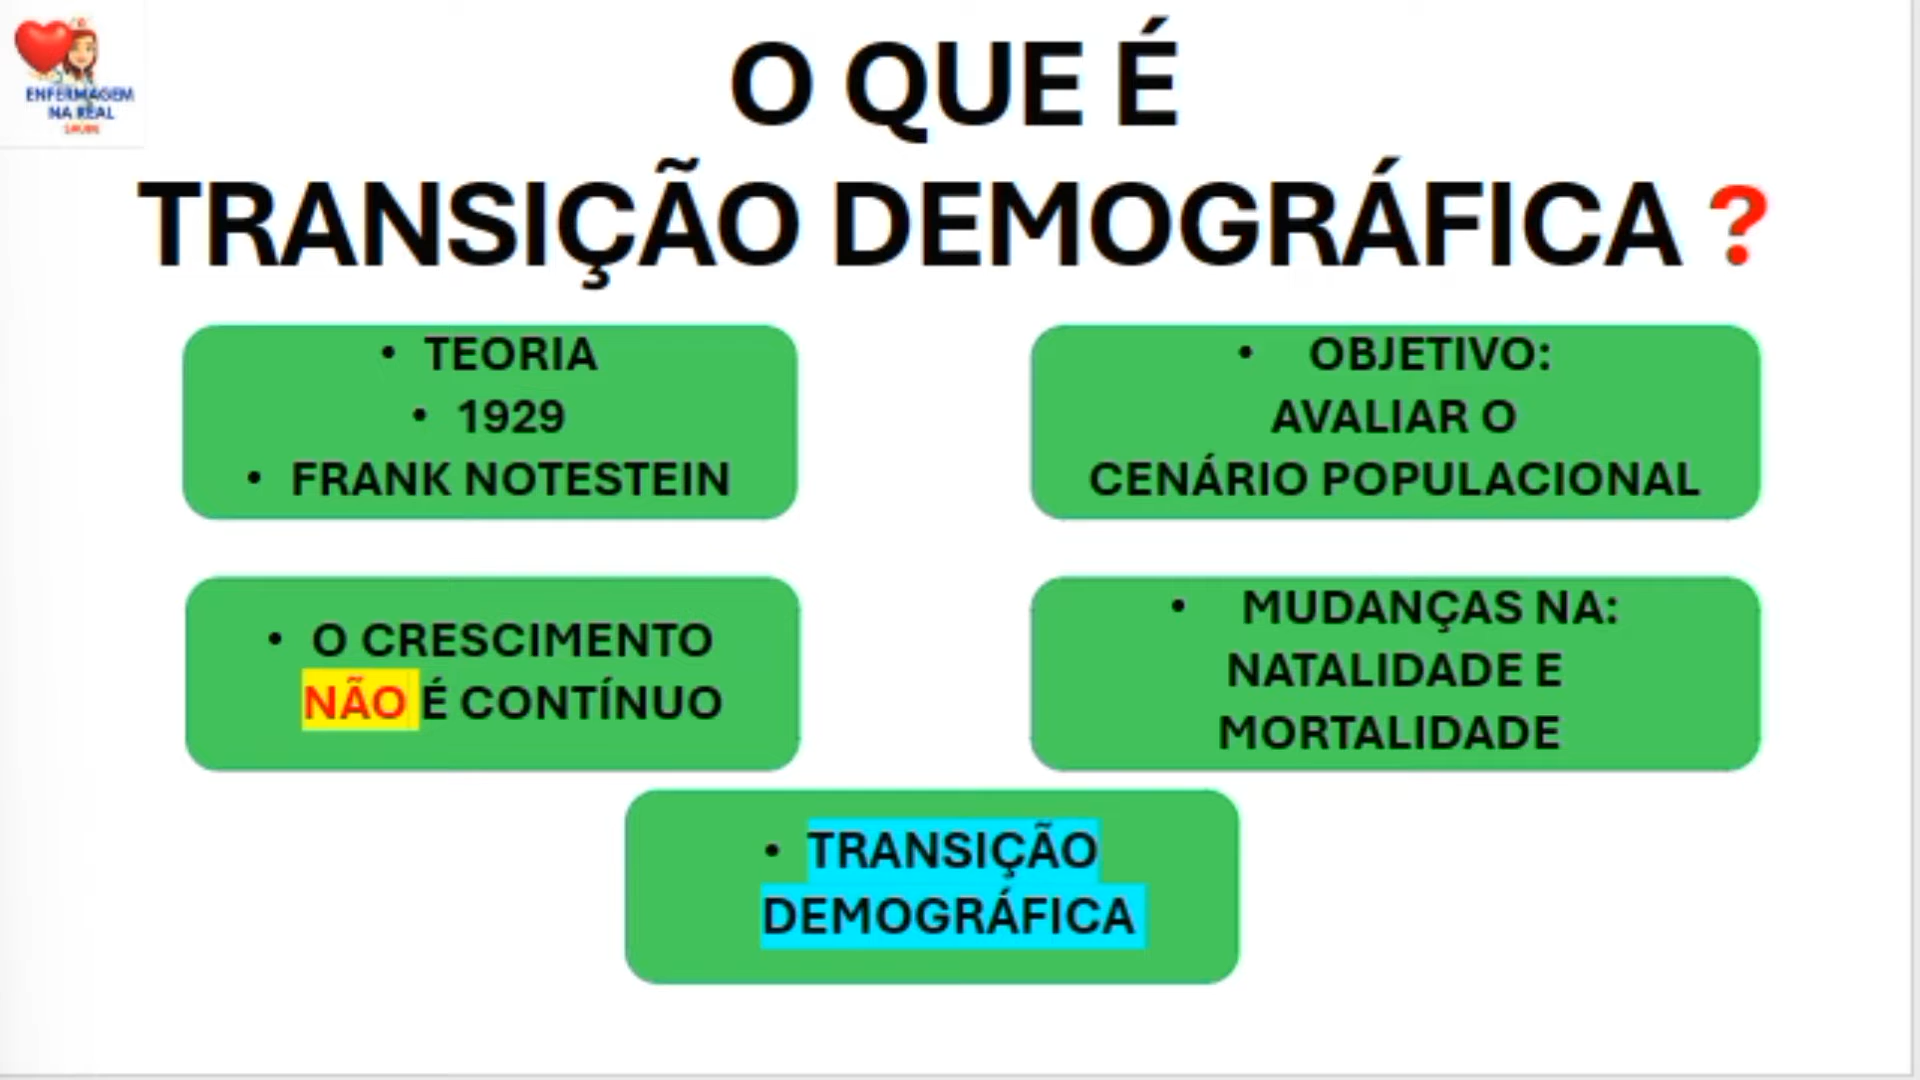 ENFERMAGEM
NA REAL
SAÚDE
O QUE É
TRANSIÇÃO DEMOGRÁFICA ?
• TEORIA
• 1929
• FRANK NOTESTEIN
• OBJETIVO:
AVALIAR O
CENÁRIO POPULACIONAL
• O CRESCIMENTO
NÃO É CONTÍNUO
• MUDANÇAS NA:
NATALIDADE E
MORTALIDADE
• TRANSIÇÃO
DEMOGRÁFICA